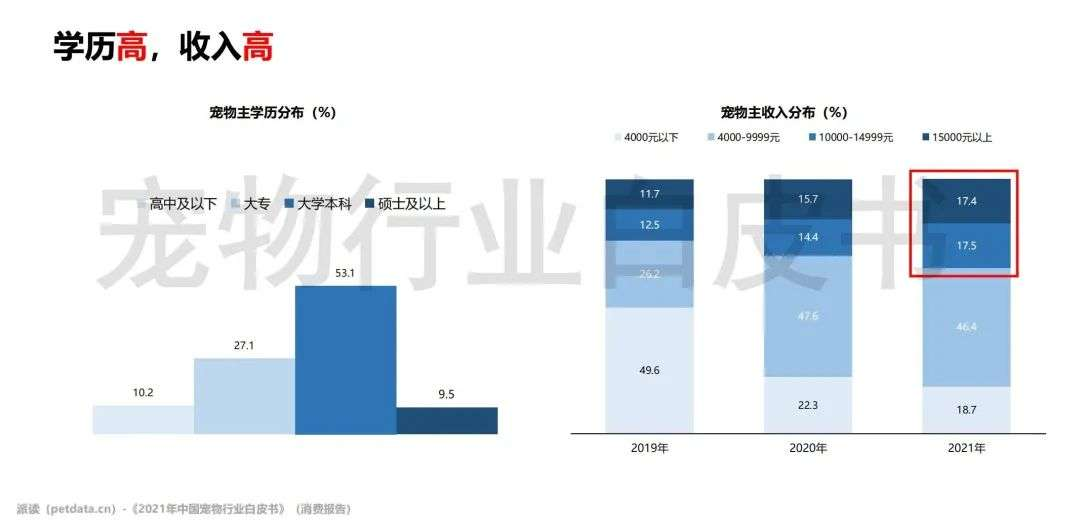 学历高，收入高
宠物主学历分布（%）
高中及以下 大专 大学本科 硕士及以上
10.2
27.1
53.1
9.5
宠物主收入分布（%）
4000元以下 4000-9999元 10000-14999元 15000元以上
11.7 15.7 17.4
12.5 14.4 17.5
26.2 47.6 46.4
49.6 22.3 18.7
2019年 2020年 2021年
宠物行业白皮书
派读（petdata.cn）-《2021年中国宠物行业白皮书》（消费报告）